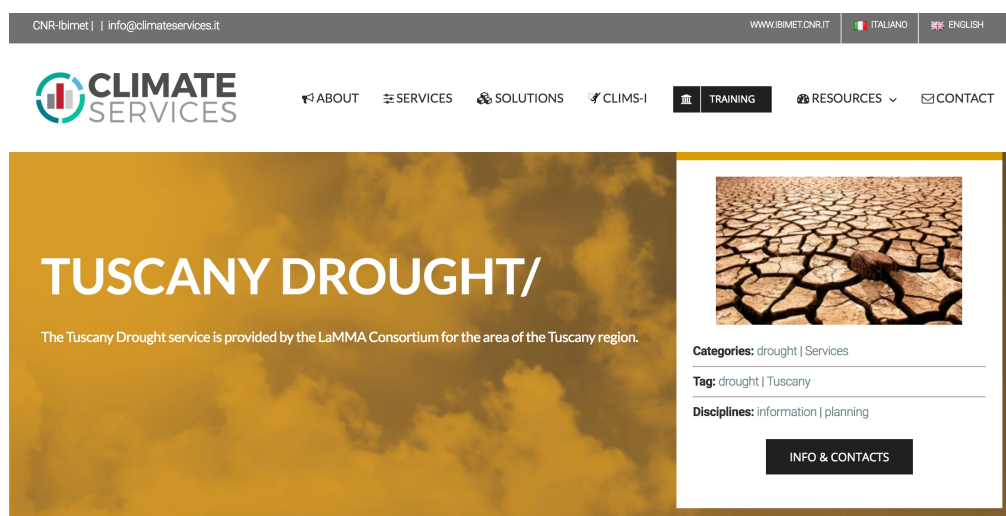 CNR-Ibimet | | info@climateservices.it
WWW.IBIMET.CNR.IT
ITALIANO
ENGLISH
CLIMATE
SERVICES
ABOUT
SERVICES
SOLUTIONS
CLIMS-I
TRAINING
RESOURCES
CONTACT
TUSCANY DROUGHT/
The Tuscany Drought service is provided by the LaMMA Consortium for the area of the Tuscany region.
Categories: drought | Services
Tag: drought | Tuscany
Disciplines: information | planning
INFO & CONTACTS